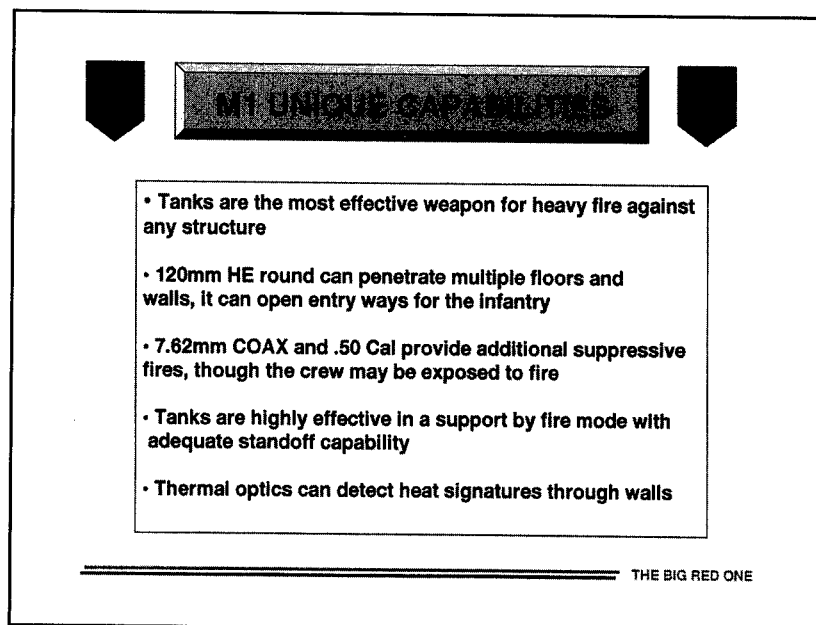 M1 UNIQUE CAPABILITIES
• Tanks are the most effective weapon for heavy fire against
any structure
· 120mm HE round can penetrate multiple floors and
walls, it can open entry ways for the infantry
· 7.62mm COAX and .50 Cal provide additional suppressive
fires, though the crew may be exposed to fire
· Tanks are highly effective in a support by fire mode with
adequate standoff capability
· Thermal optics can detect heat signatures through walls
THE BIG RED ONE